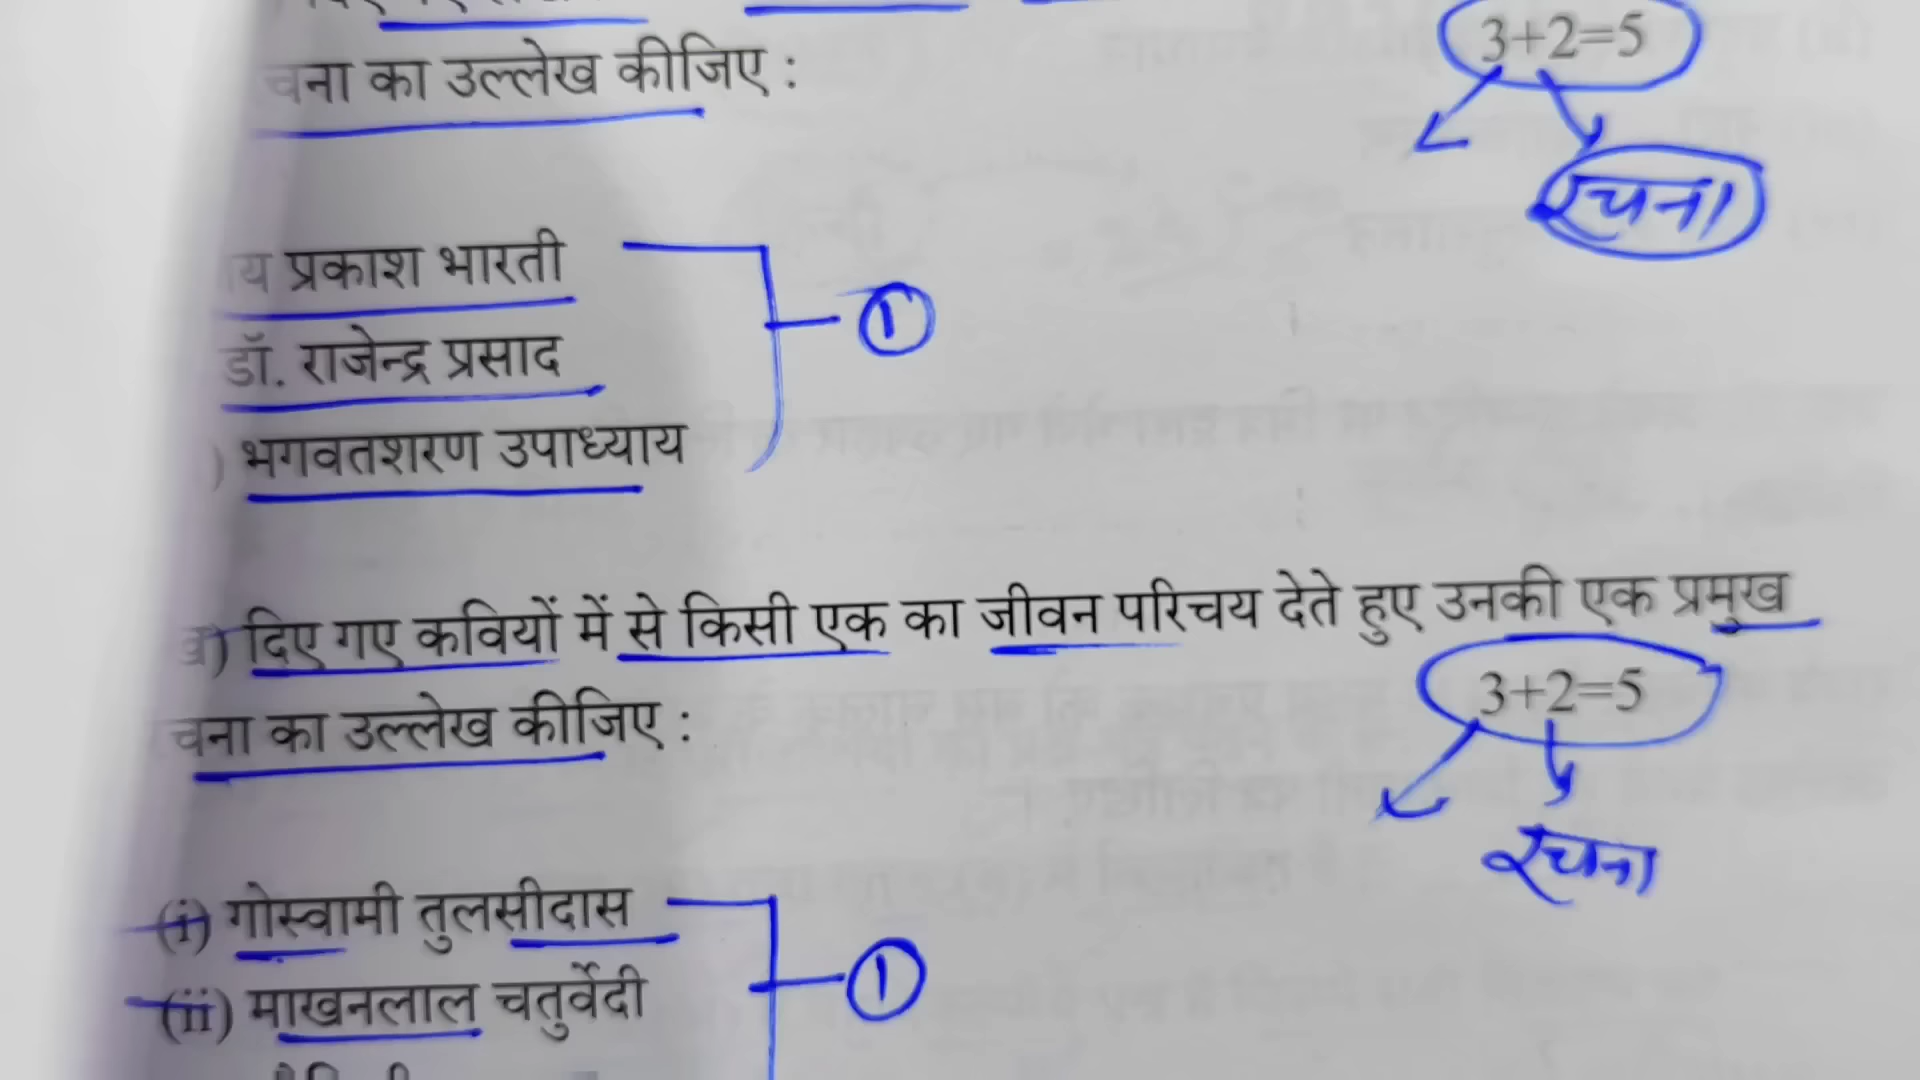 चना का उल्लेख कीजिए :
3+2=5
रचना
य प्रकाश भारती
डॉ. राजेन्द्र प्रसाद
) भगवतशरण उपाध्याय
1
) दिए गए कवियों में से किसी एक का जीवन परिचय देते हुए उनकी एक प्रमुख
चना का उल्लेख कीजिए :
3+2=5
रचना
(i) गोस्वामी तुलसीदास
(ii) माखनलाल चतुर्वेदी
1